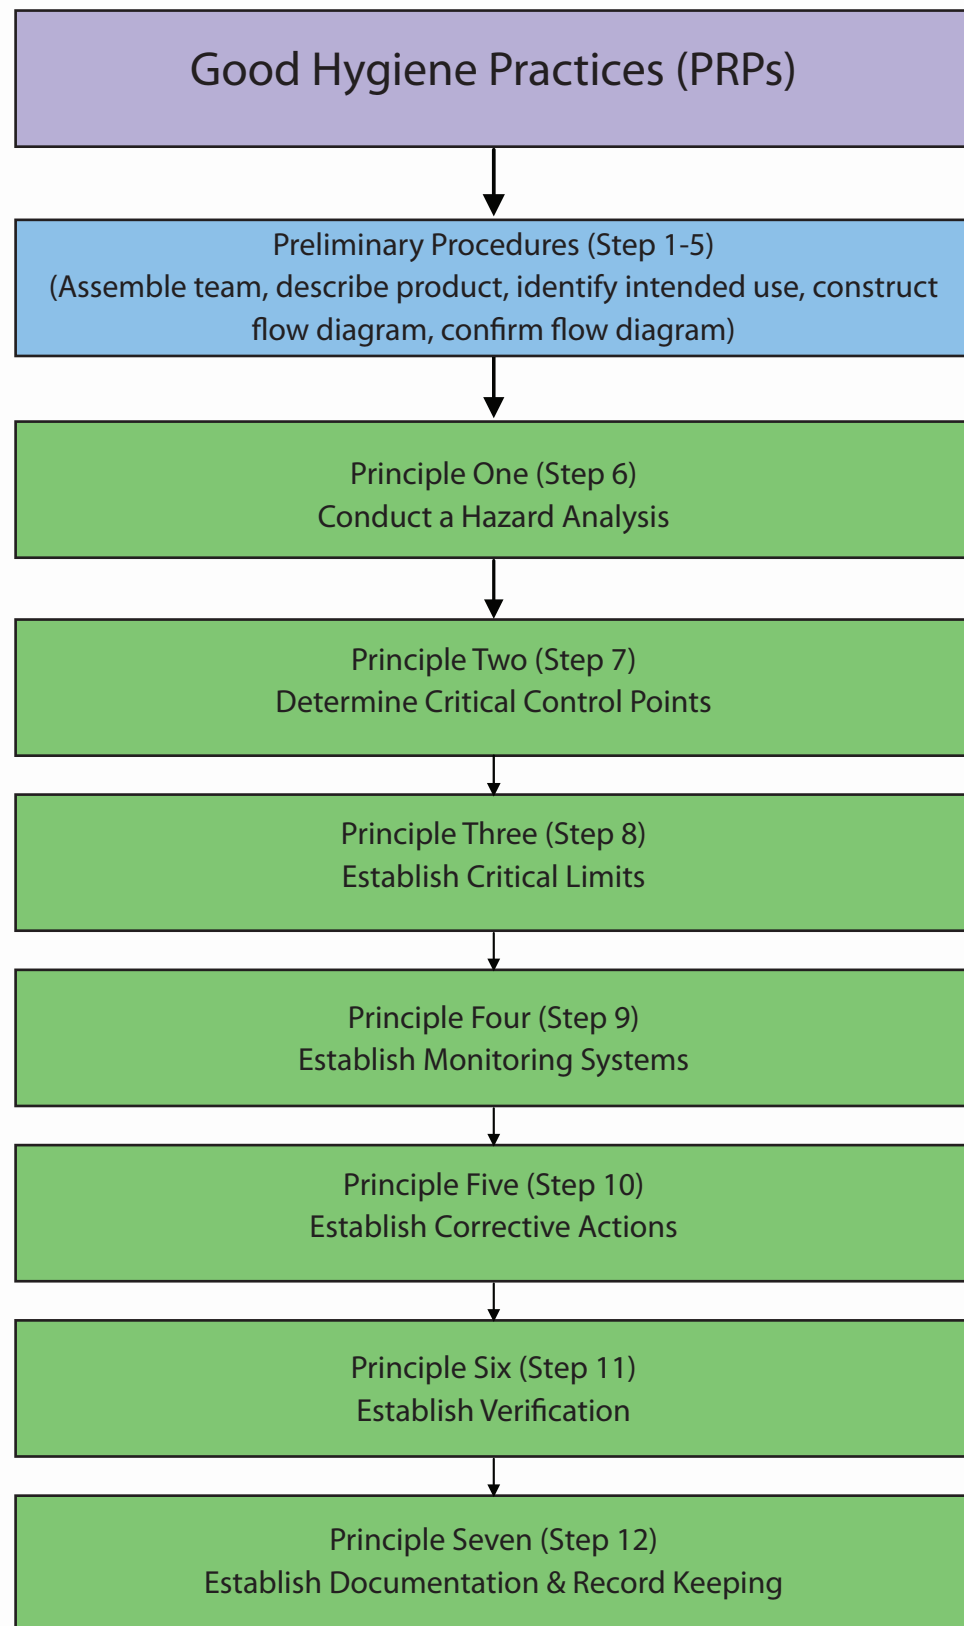 Good Hygiene Practices (PRPs)
Preliminary Procedures (Step 1-5)
(Assemble team, describe product, identify intended use, construct
flow diagram, confirm flow diagram)
Principle One (Step 6)
Conduct a Hazard Analysis
Principle Two (Step 7)
Determine Critical Control Points
Principle Three (Step 8)
Establish Critical Limits
Principle Four (Step 9)
Establish Monitoring Systems
Principle Five (Step 10)
Establish Corrective Actions
Principle Six (Step 11)
Establish Verification
Principle Seven (Step 12)
Establish Documentation & Record Keeping